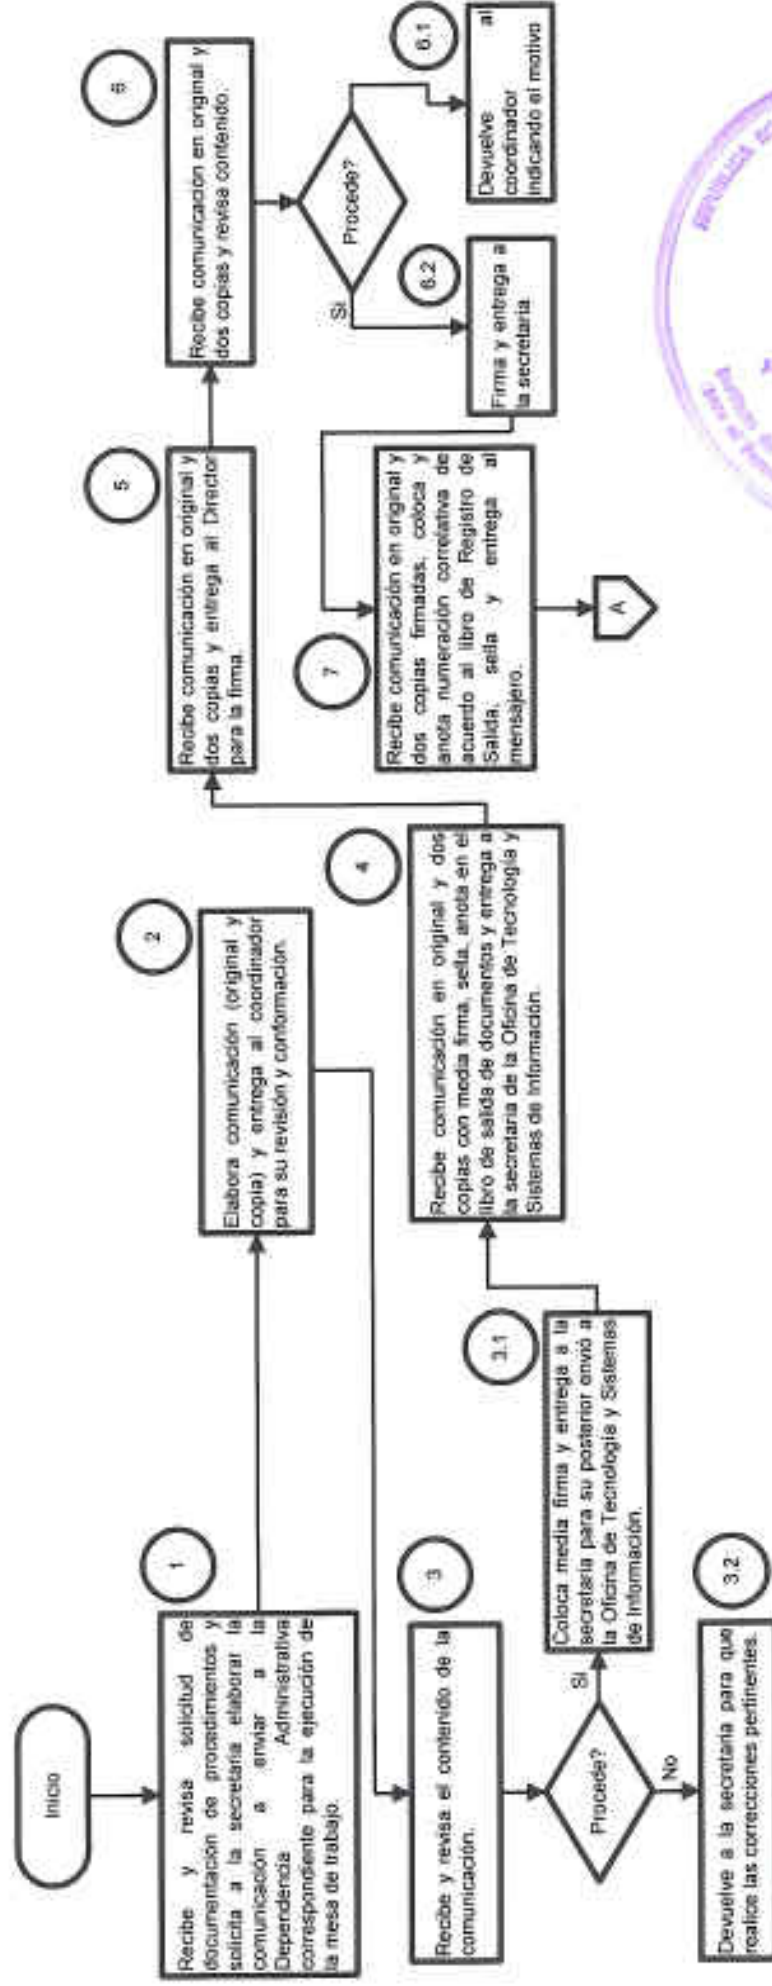 Inicio
1
Recibe y revisa solicitud de
documentación de procedimientos y
solicita a la secretaria elaborar la
comunicación a enviar a la
Dependencia Administrativa
correspondiente para la ejecución de
la mesa de trabajo.
2
Elabora comunicación (original y
copia) y entrega al coordinador
para su revisión y conformación.
3
Recibe y revisa el contenido de la
comunicación.
Procede?
Si
No
3.1
Coloca media firma y entrega a la
secretaria para su posterior envió a
la Oficina de Tecnología y Sistemas
de Información.
3.2
Devuelve a la secretaria para que
realice las correcciones pertinentes.
4
Recibe comunicación en original y dos
copias con media firma, sella, anota en el
libro de salida de documentos y entrega a
la secretaria de la Oficina de Tecnología y
Sistemas de Información.
5
Recibe comunicación en original y
dos copias y entrega al Director
para la firma.
6
Recibe comunicación en original y
dos copias y revisa contenido.
Procede?
Si
6.1
Devuelve al
coordinador
indicando el motivo
6.2
Firma y entrega a
la secretaria
7
Recibe comunicación en original y
dos copias firmadas, coloca y
anota numeración correlativa de
acuerdo al libro de Registro de
Salida, sella y entrega al
mensajero.
A